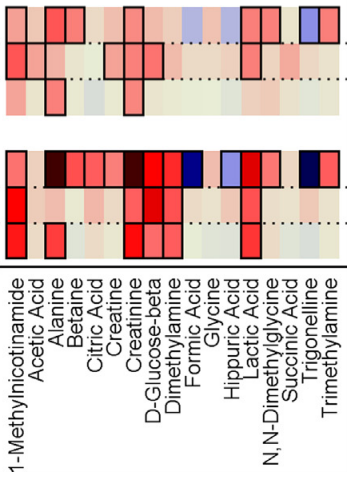 1-Methylnicotinamide
Acetic Acid
Alanine
Betaine
Citric Acid
Creatine
Creatinine
D-Glucose-beta
Dimethylamine
Formic Acid
Glycine
Hippuric Acid
Lactic Acid
N,N-Dimethylglycine
Succinic Acid
Trigonelline
Trimethylamine